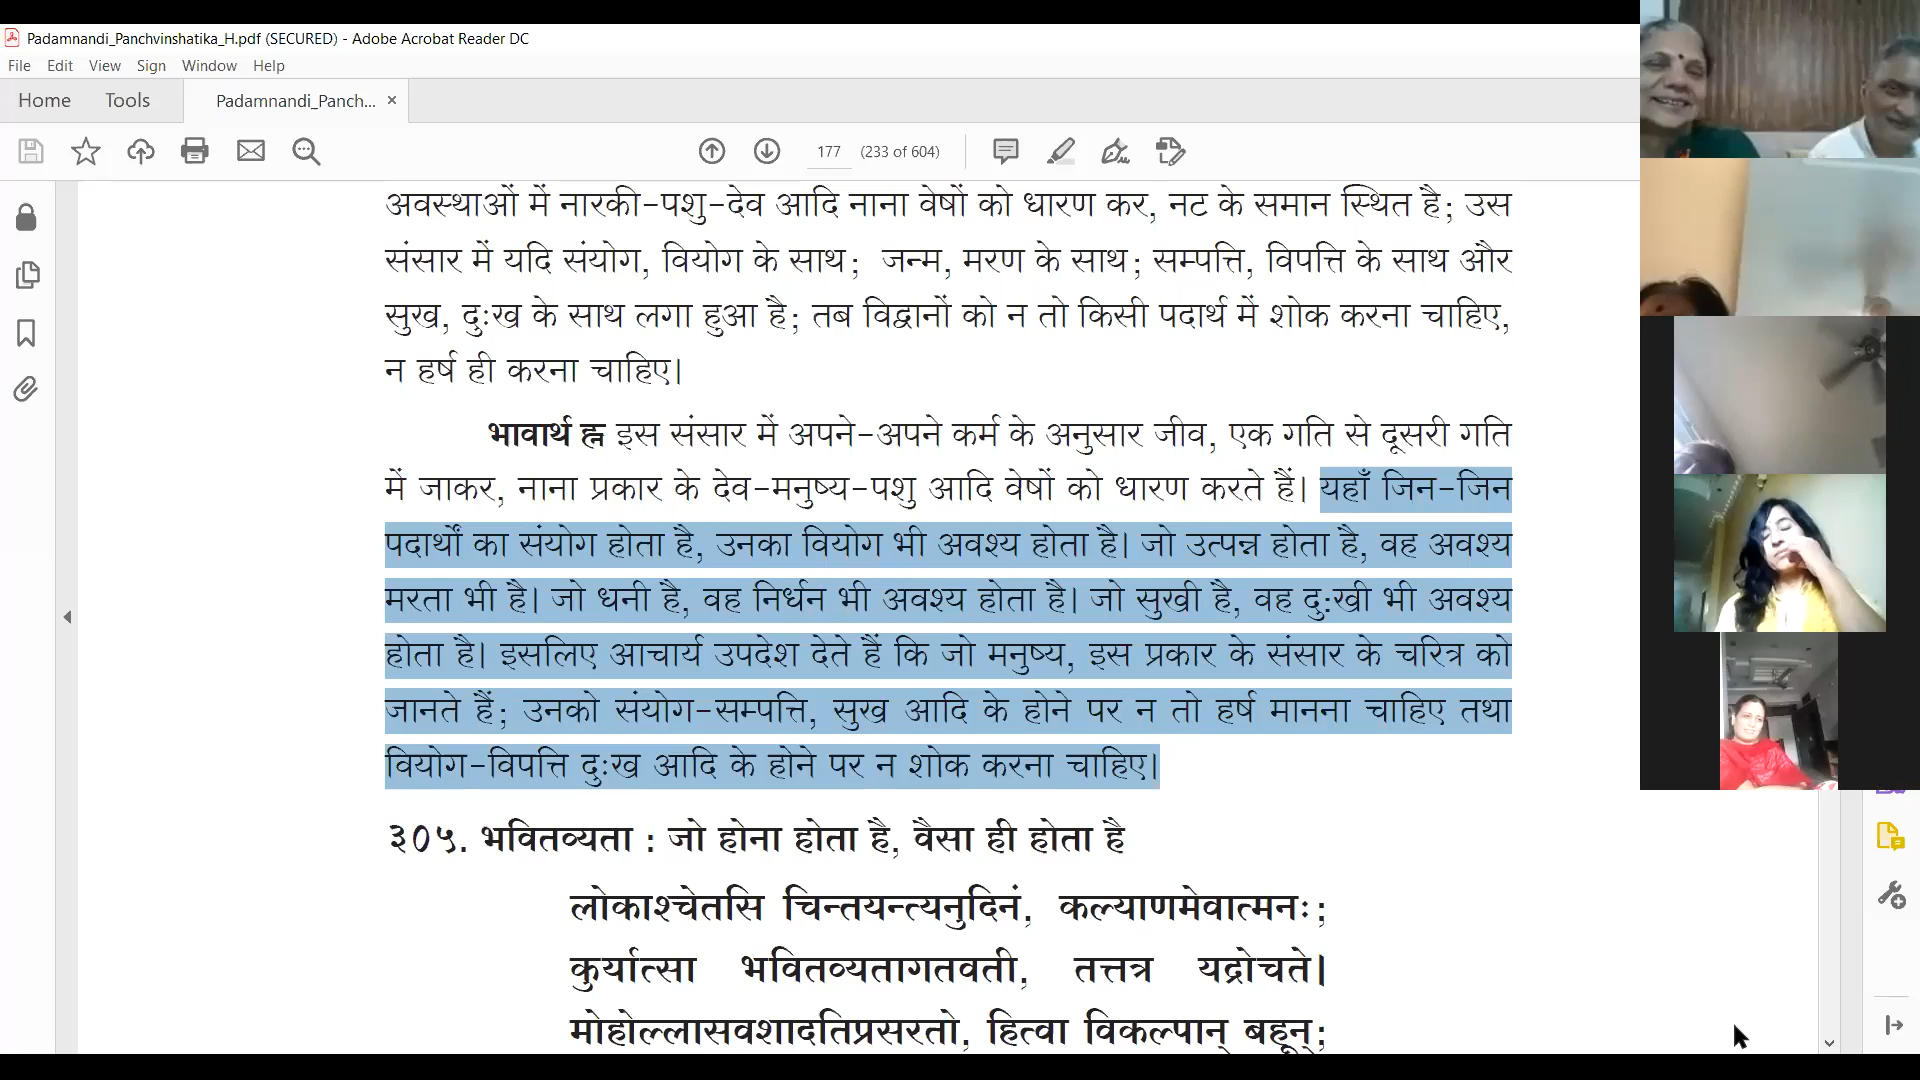 Padamnandi_Panchvinshatika_H.pdf (SECURED) - Adobe Acrobat Reader DC
File Edit View Sign Window Help
Home Tools Padamnandi_Panch... ×
177 (233 of 604)
अवस्थाओं में नारकी-पशु-देव आदि नाना वेषों को धारण कर, नट के समान स्थित है; उस
संसार में यदि संयोग, वियोग के साथ; जन्म, मरण के साथ; सम्पत्ति, विपत्ति के साथ और
सुख, दुःख के साथ लगा हुआ है; तब विद्वानों को न तो किसी पदार्थ में शोक करना चाहिए,
न हर्ष ही करना चाहिए।
भावार्थ ह्न इस संसार में अपने-अपने कर्म के अनुसार जीव, एक गति से दूसरी गति
में जाकर, नाना प्रकार के देव-मनुष्य-पशु आदि वेषों को धारण करते हैं। यहाँ जिन-जिन
पदार्थों का संयोग होता है, उनका वियोग भी अवश्य होता है। जो उत्पन्न होता है, वह अवश्य
मरता भी है। जो धनी है, वह निर्धन भी अवश्य होता है। जो सुखी है, वह दुःखी भी अवश्य
होता है। इसलिए आचार्य उपदेश देते हैं कि जो मनुष्य, इस प्रकार के संसार के चरित्र को
जानते हैं; उनको संयोग-सम्पत्ति, सुख आदि के होने पर न तो हर्ष मानना चाहिए तथा
वियोग-विपत्ति दुःख आदि के होने पर न शोक करना चाहिए।
३०५. भवितव्यता : जो होना होता है, वैसा ही होता है
लोकाश्चेतसि चिन्तयन्त्यनुदिनं, कल्याणमेवात्मनः;
कुर्यात्सा भवितव्यतागतवती, तत्तत्र यद्रोचते।
मोहोल्लासवशादतिप्रसरतो, हित्वा विकल्पान् बहून्;